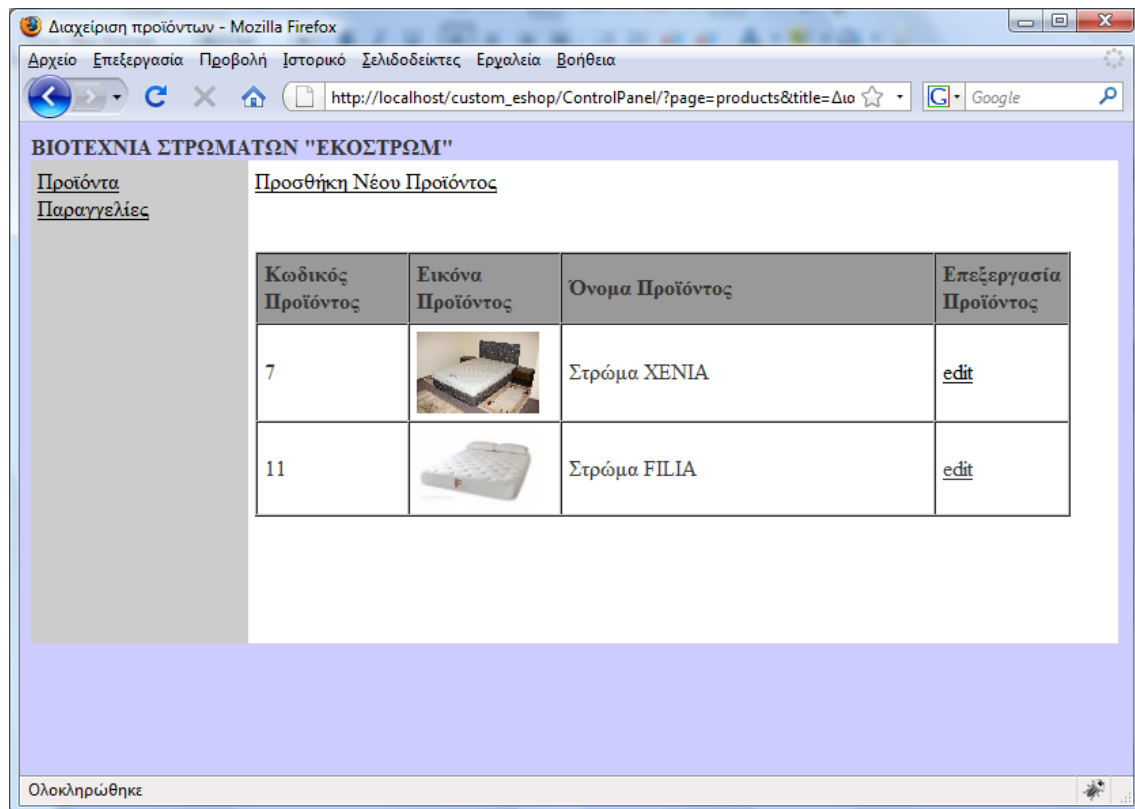 Διαχείριση προϊόντων - Mozilla Firefox
Αρχείο Επεξεργασία Προβολή Ιστορικό Σελιδοδείκτες Εργαλεία Βοήθεια
http://localhost/custom_eshop/ControlPanel/?page=products&title=Διο G Google
ΒΙΟΤΕΧΝΙΑ ΣΤΡΩΜΑΤΩΝ "ΕΚΟΣΤΡΩΜ"
Προϊόντα
Παραγγελίες
Προσθήκη Νέου Προϊόντος
Κωδικός Προϊόντος
Εικόνα Προϊόντος
Όνομα Προϊόντος
Επεξεργασία Προϊόντος
7 Στρώμα XENIA edit
11 Στρώμα FILIA edit
Ολοκληρώθηκε